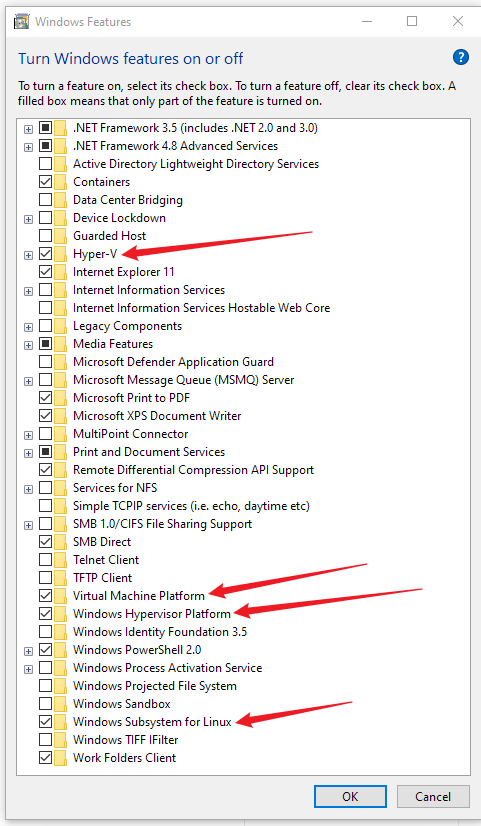 Windows Features
Turn Windows features on or off
To turn a feature on, select its check box. To turn a feature off, clear its check box. A
filled box means that only part of the feature is turned on.
.NET Framework 3.5 (includes .NET 2.0 and 3.0)
.NET Framework 4.8 Advanced Services
Active Directory Lightweight Directory Services
Containers
Data Center Bridging
Device Lockdown
Guarded Host
Hyper-V
Internet Explorer 11
Internet Information Services
Internet Information Services Hostable Web Core
Legacy Components
Media Features
Microsoft Defender Application Guard
Microsoft Message Queue (MSMQ) Server
Microsoft Print to PDF
Microsoft XPS Document Writer
MultiPoint Connector
Print and Document Services
Remote Differential Compression API Support
Services for NFS
Simple TCPIP services (i.e. echo, daytime etc)
SMB 1.0/CIFS File Sharing Support
SMB Direct
Telnet Client
TFTP Client
Virtual Machine Platform
Windows Hypervisor Platform
Windows Identity Foundation 3.5
Windows PowerShell 2.0
Windows Process Activation Service
Windows Projected File System
Windows Sandbox
Windows Subsystem for Linux
Windows TIFF IFilter
Work Folders Client
OK Cancel